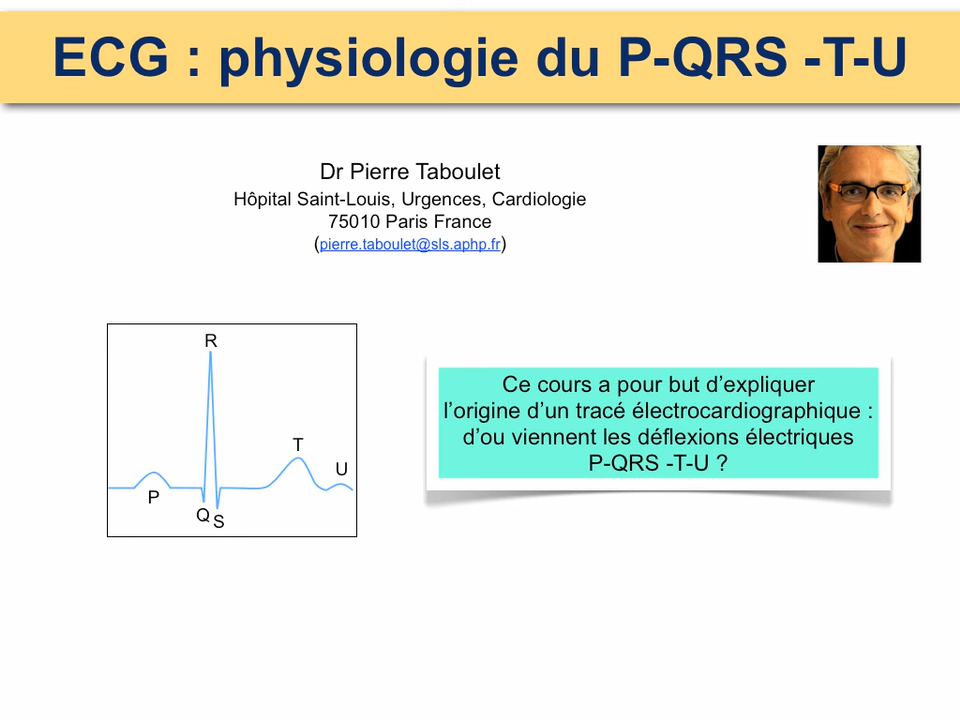 ECG : physiologie du P-QRS -T-U
Dr Pierre Taboulet
Hôpital Saint-Louis, Urgences, Cardiologie
75010 Paris France
(pierre.taboulet@sls.aphp.fr)
R
T
U
P
Q
S
Ce cours a pour but d’expliquer
l’origine d’un tracé électrocardiographique :
d’ou viennent les déflexions électriques
P-QRS -T-U ?